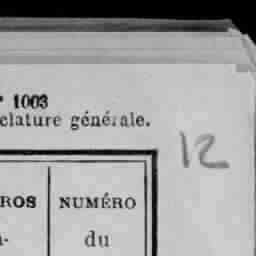 ° 1003
clature générale.
12
ROS
NUMÉRO
du